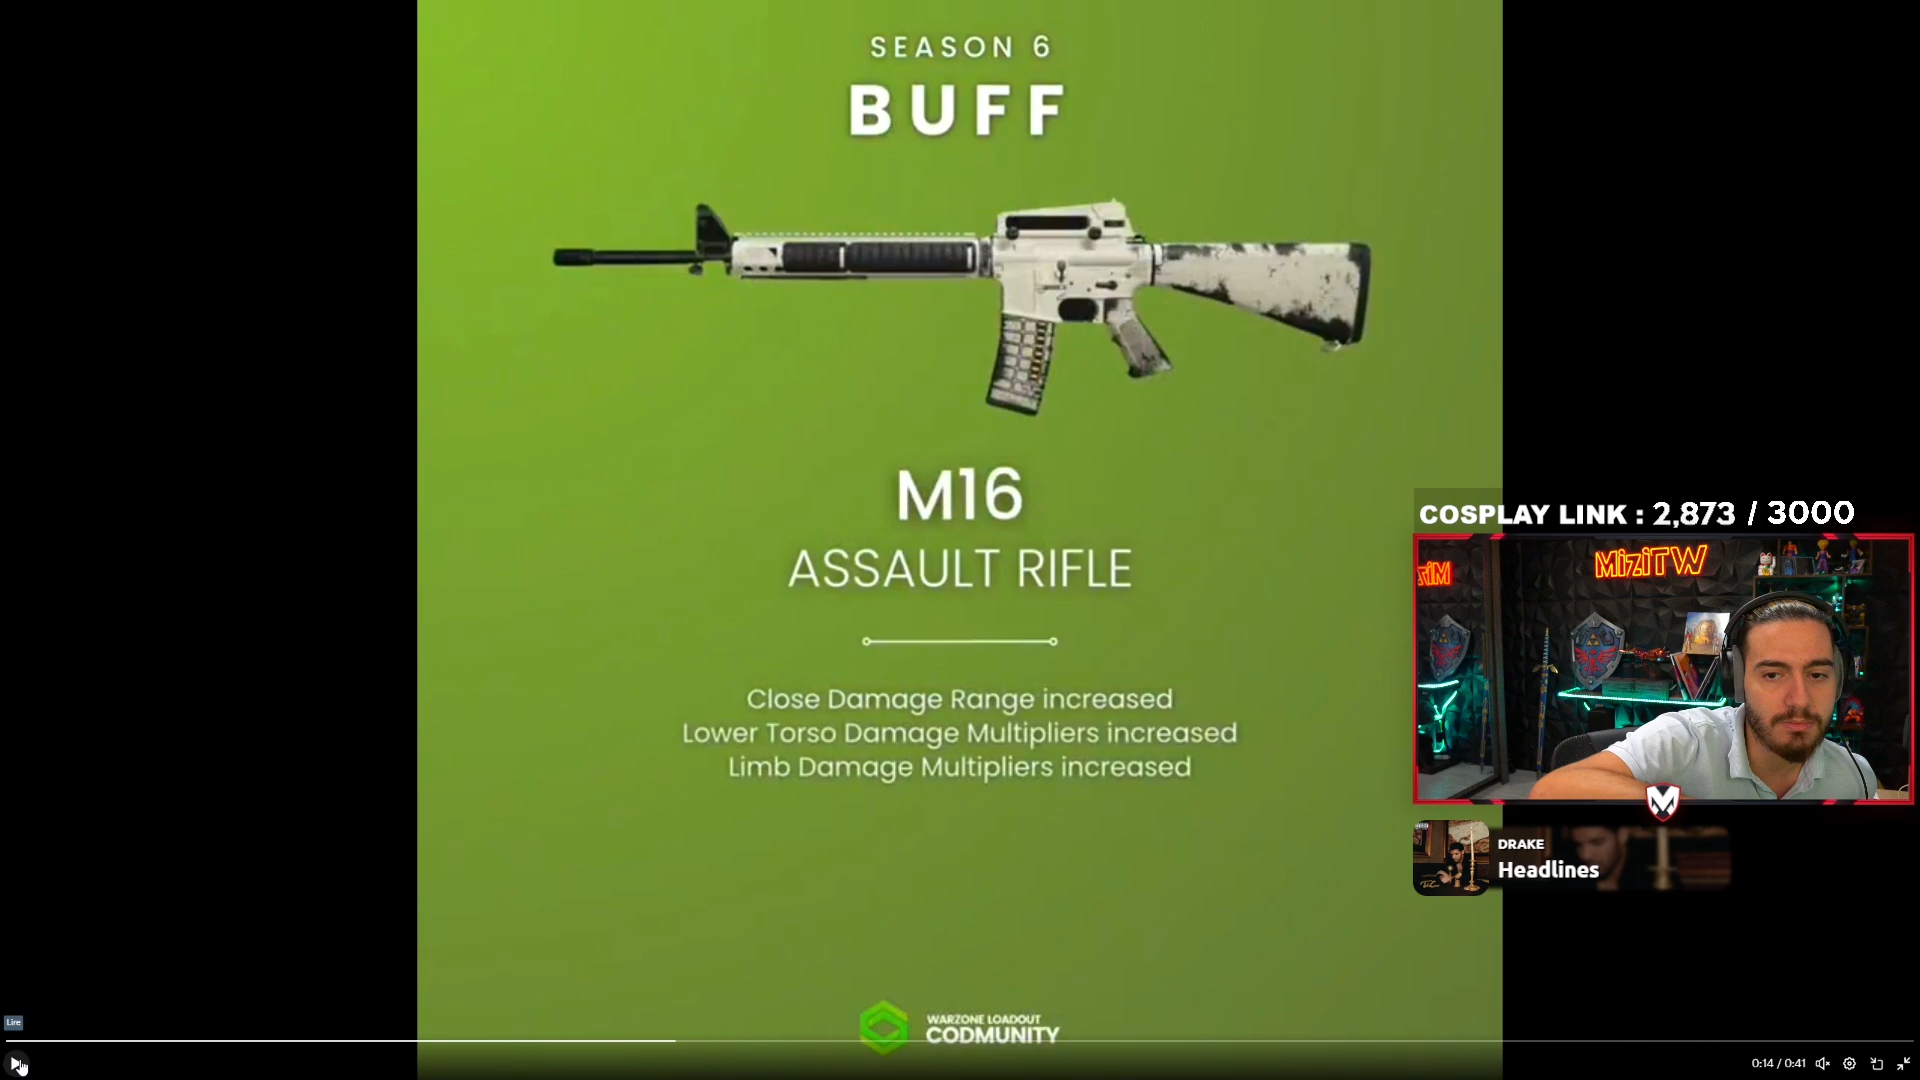 SEASON 6
BUFF
M16
ASSAULT RIFLE
Close Damage Range increased
Lower Torso Damage Multipliers increased
Limb Damage Multipliers increased
WARZONE LOADOUT
CODMUNITY
COSPLAY LINK : 2,873 / 3000
MiZiTW
DRAKE
Headlines
Lire
0:14 / 0:41